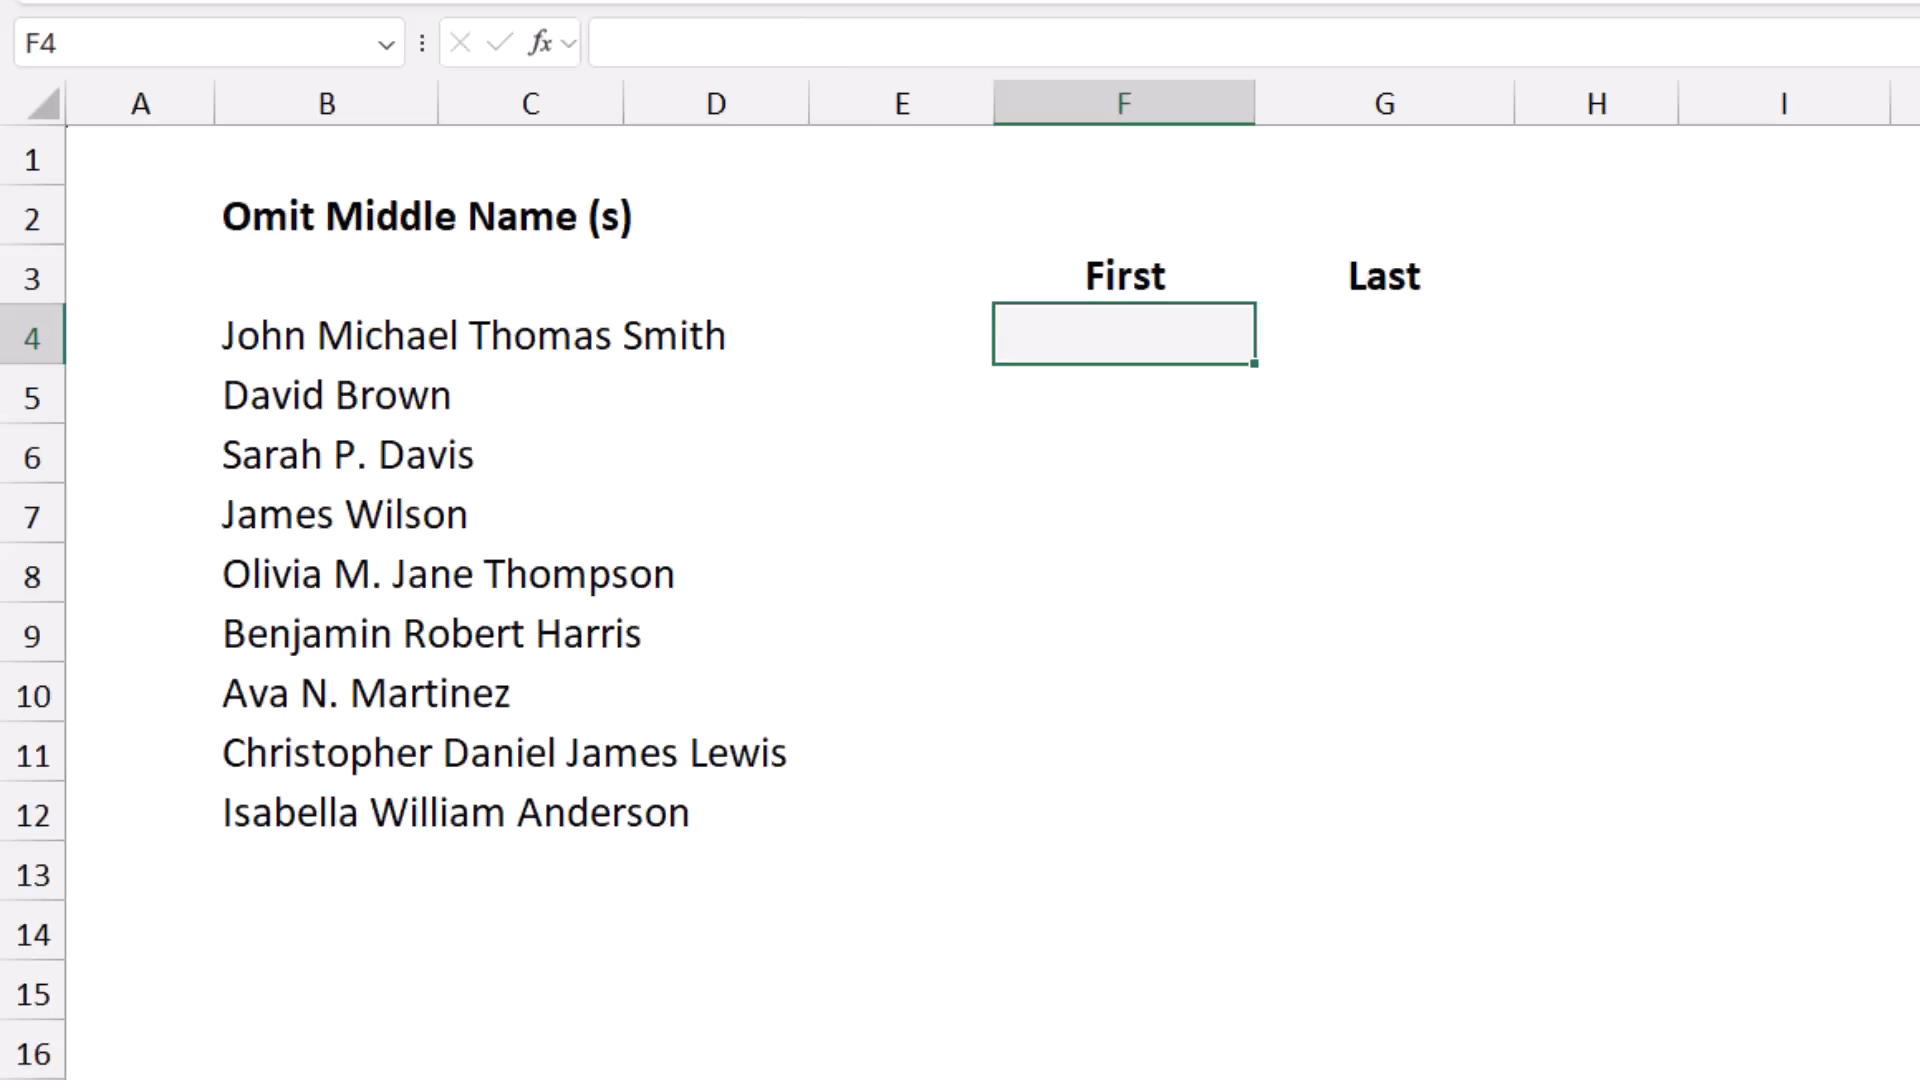 F4 fx
A B C D E F G H I
1
2 Omit Middle Name (s)
3 First Last
4 John Michael Thomas Smith
5 David Brown
6 Sarah P. Davis
7 James Wilson
8 Olivia M. Jane Thompson
9 Benjamin Robert Harris
10 Ava N. Martinez
11 Christopher Daniel James Lewis
12 Isabella William Anderson
13
14
15
16